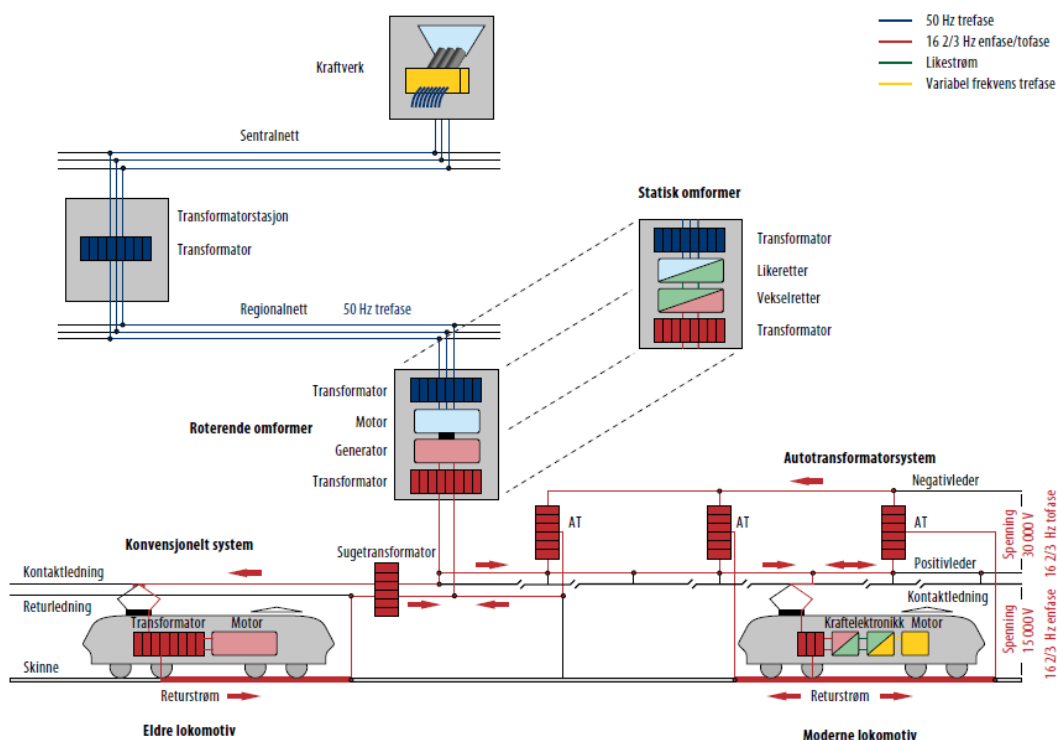 50 Hz trefase
16 2/3 Hz enfase/tofase
Likestrøm
Variabel frekvens trefase
Kraftverk
Sentralnett
Transformatorstasjon
Transformator
Statisk omformer
Transformator
Likeretter
Vekselretter
Transformator
Regionalnett 50 Hz trefase
Transformator
Motor
Roterende omformer
Generator
Transformator
Autotransformatorsystem
Negativleder
AT
AT
AT
Spenning
30 000 V
16 2/3 Hz tofase
Konvensjonelt system
Sugetransformator
Positivleder
Kontaktledning
Returledning
Kontaktledning
Transformator Motor
Kraftelektronikk Motor
Spenning
15 000 V
16 2/3 Hz enfase
Skinne
Returstrøm
Returstrøm
Eldre lokomotiv
Moderne lokomotiv